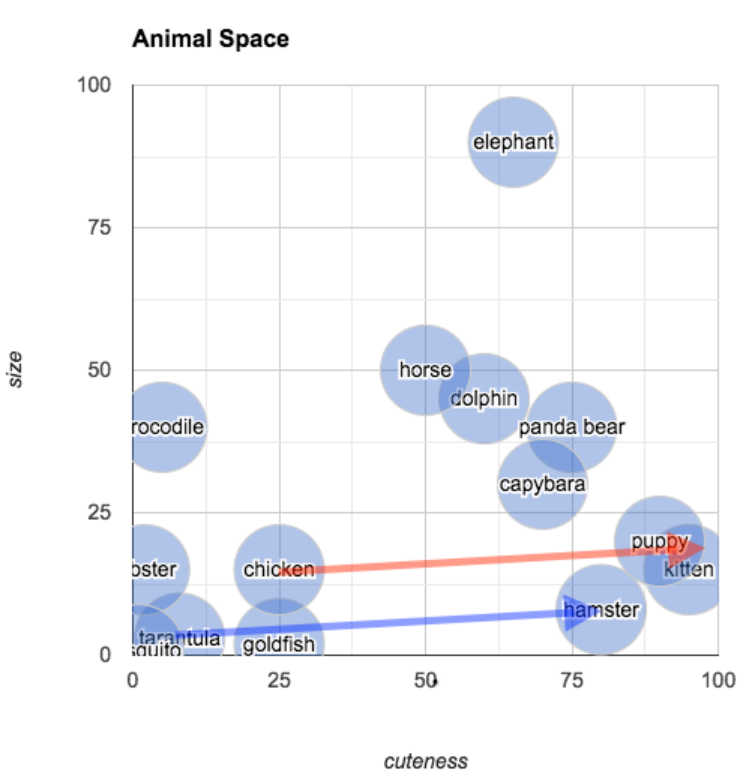 Animal Space
100
elephant
75
size
50
horse
dolphin
rocodile
panda bear
capybara
25
puppy
bster
chicken
kitten
hamster
tarantula
squito
goldfish
0
0 25 50 75 100
cuteness